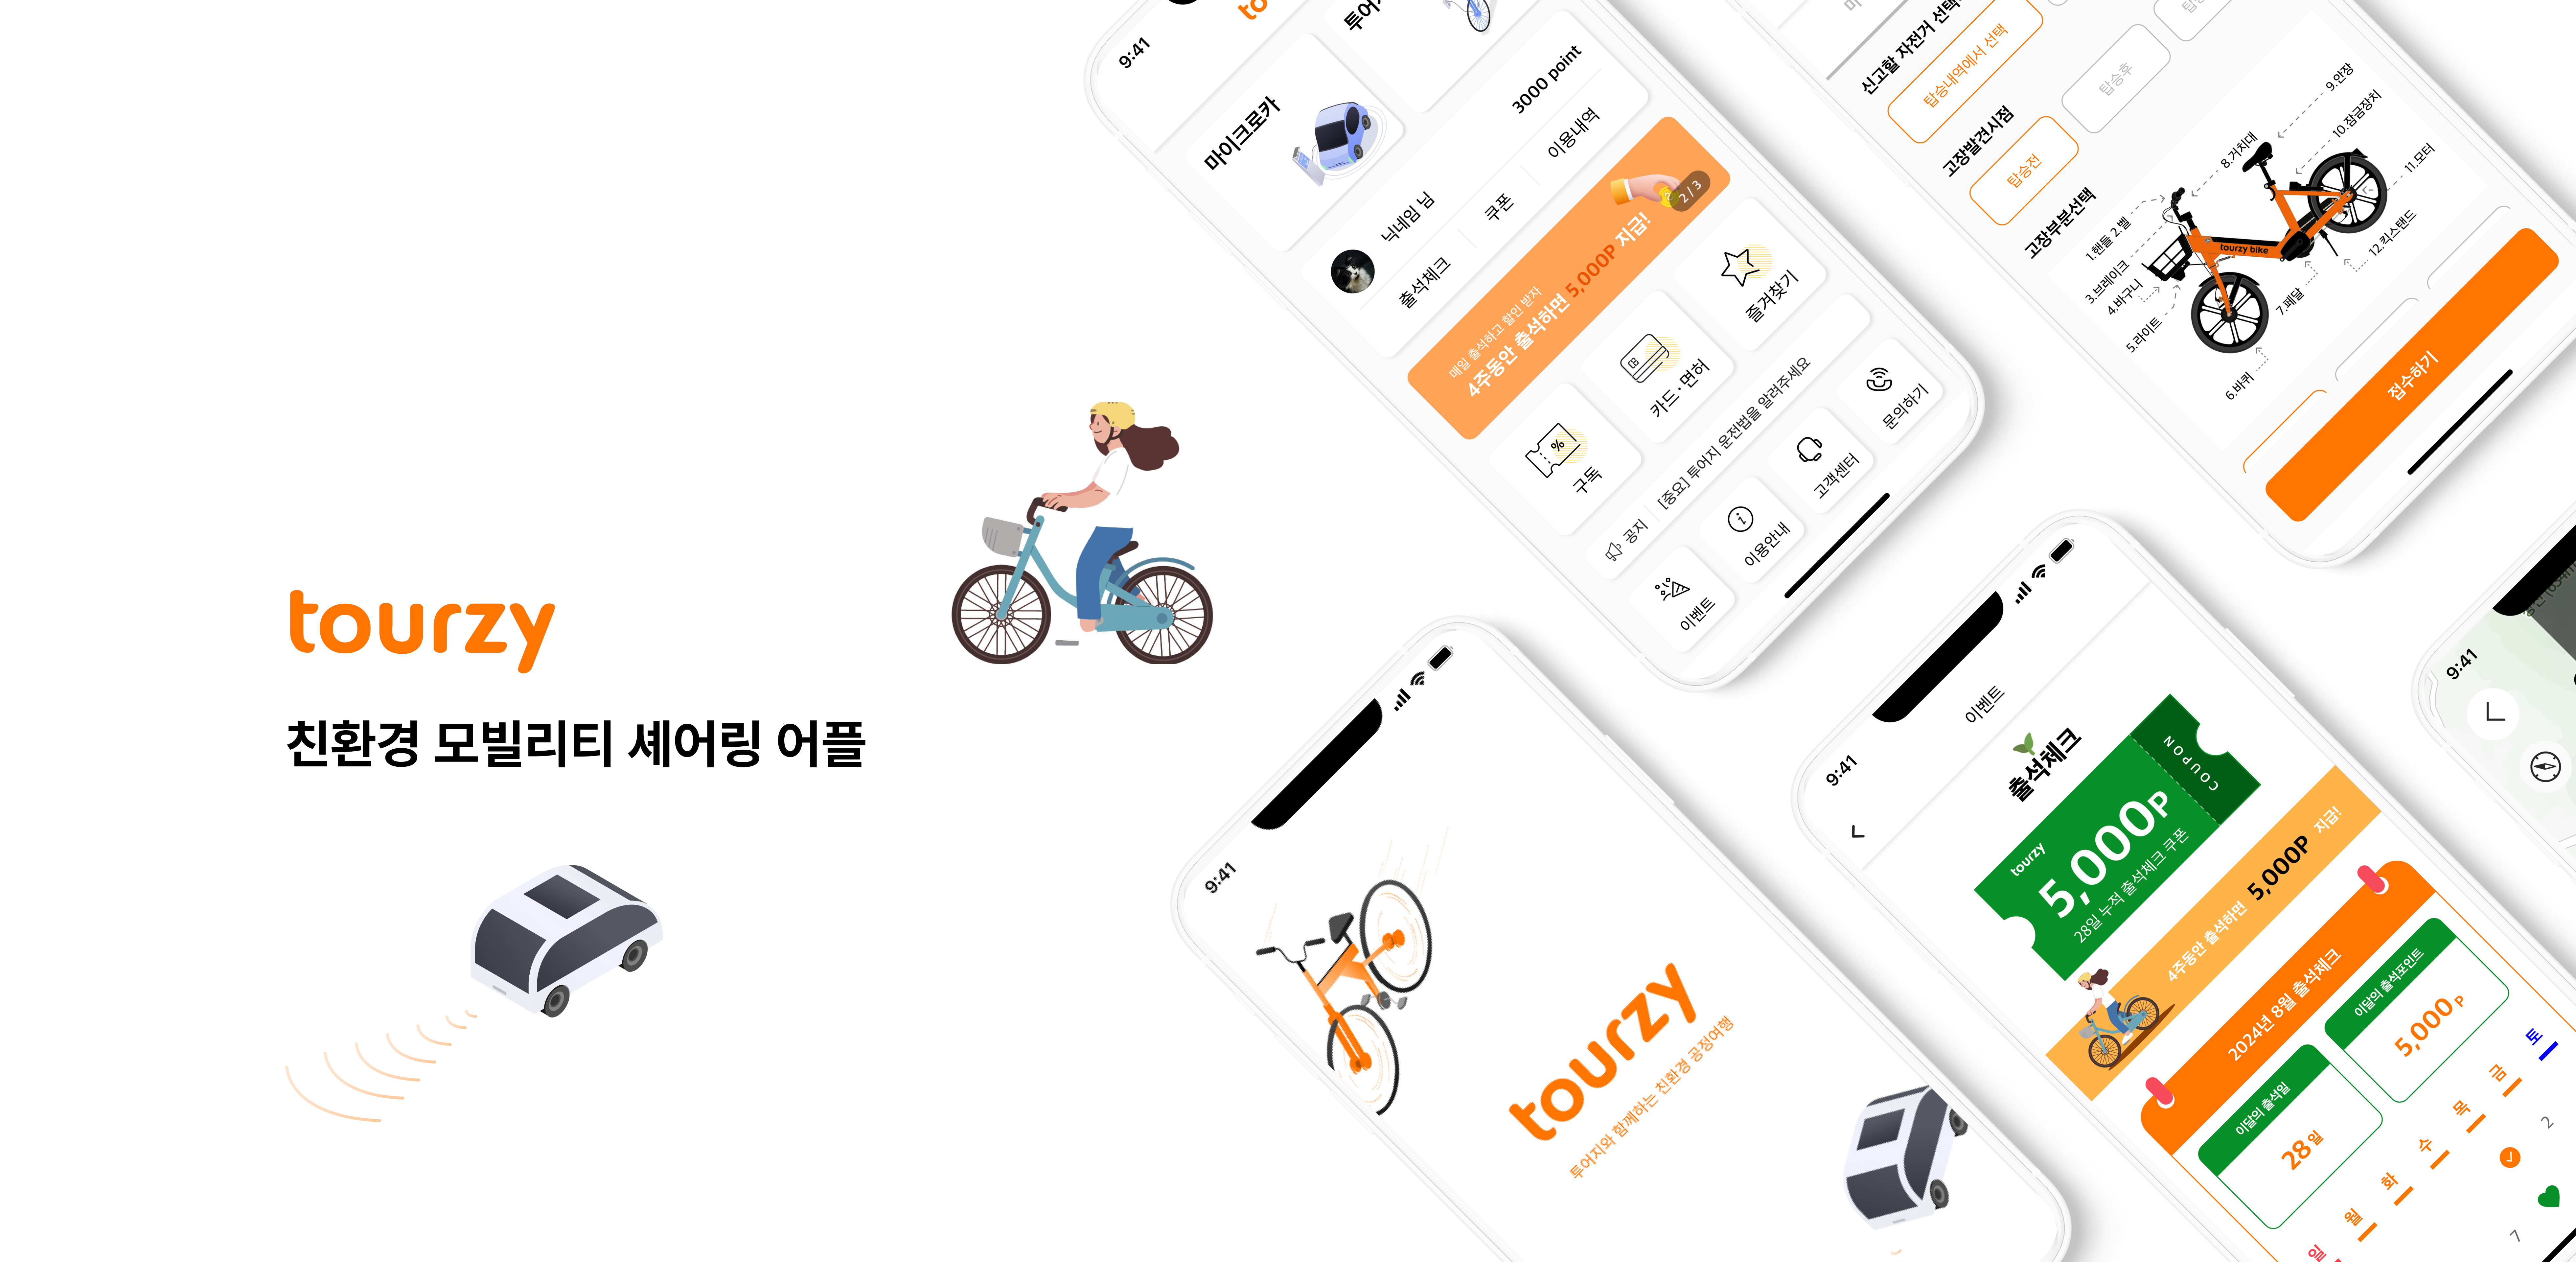 tourzy
친환경 모빌리티 셰어링 어플
9:41
마이크로카
닉네임 님
3000 point
출석체크
쿠폰
이용내역
매일 출석하고 할인 받자
4주동안 출석하면 5,000P 지급!
2 / 3
구독
카드 · 면허
즐겨찾기
공지
[중요] 투어지 운전법을 알려주세요
이벤트
이용안내
고객센터
문의하기
신고할 자전거 선택
탑승내역에서 선택
고장발견시점
탑승전
탑승후
고장부분선택
1.핸들 2.벨
3.브레이크
4.바구니
5.라이트
6.바퀴
7.페달
8.거치대
9.안장
10.잠금장치
11.모터
12.킥스탠드
tourzy bike
접수하기
9:41
tourzy
투어지와 함께하는 친환경 공정여행
9:41
이벤트
출석체크
tourzy
5,000P
28일 누적 출석체크 쿠폰
COUPON
4주동안 출석하면 5,000P 지급!
2024년 8월 출석체크
이달의 출석일
28일
이달의 출석포인트
5,000 P
일 월 화 수 목 금 토
2
7
9:41